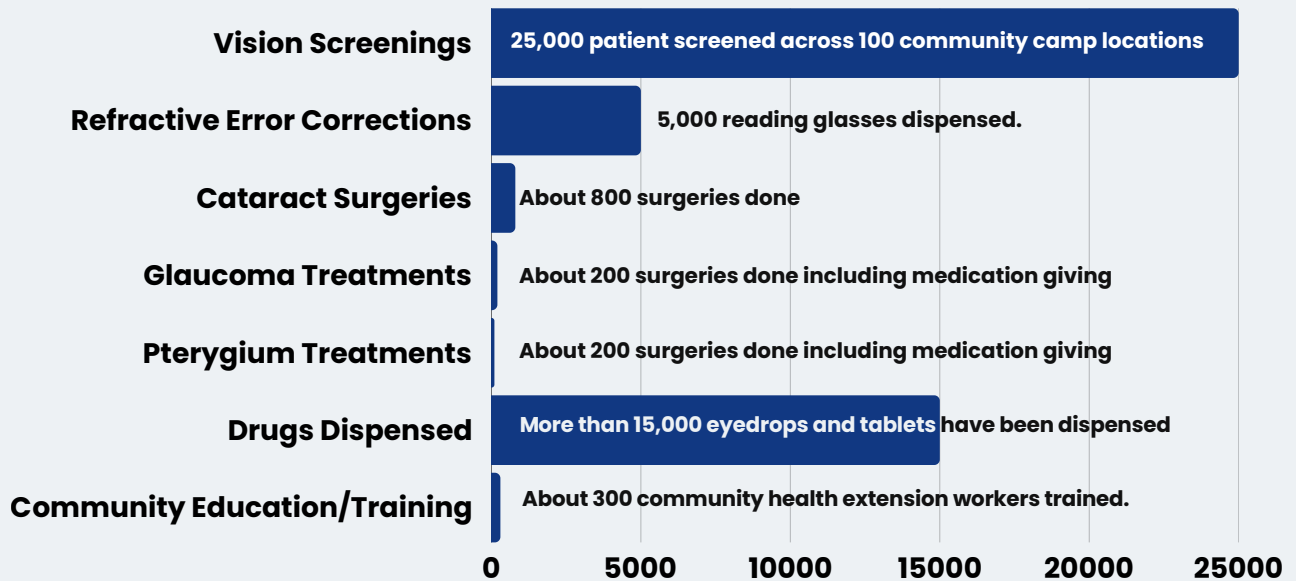 Vision Screenings
25,000 patient screened across 100 community camp locations
Refractive Error Corrections
5,000 reading glasses dispensed.
Cataract Surgeries
About 800 surgeries done
Glaucoma Treatments
About 200 surgeries done including medication giving
Pterygium Treatments
About 200 surgeries done including medication giving
Drugs Dispensed
More than 15,000 eyedrops and tablets have been dispensed
Community Education/Training
About 300 community health extension workers trained.
0 5000 10000 15000 20000 25000